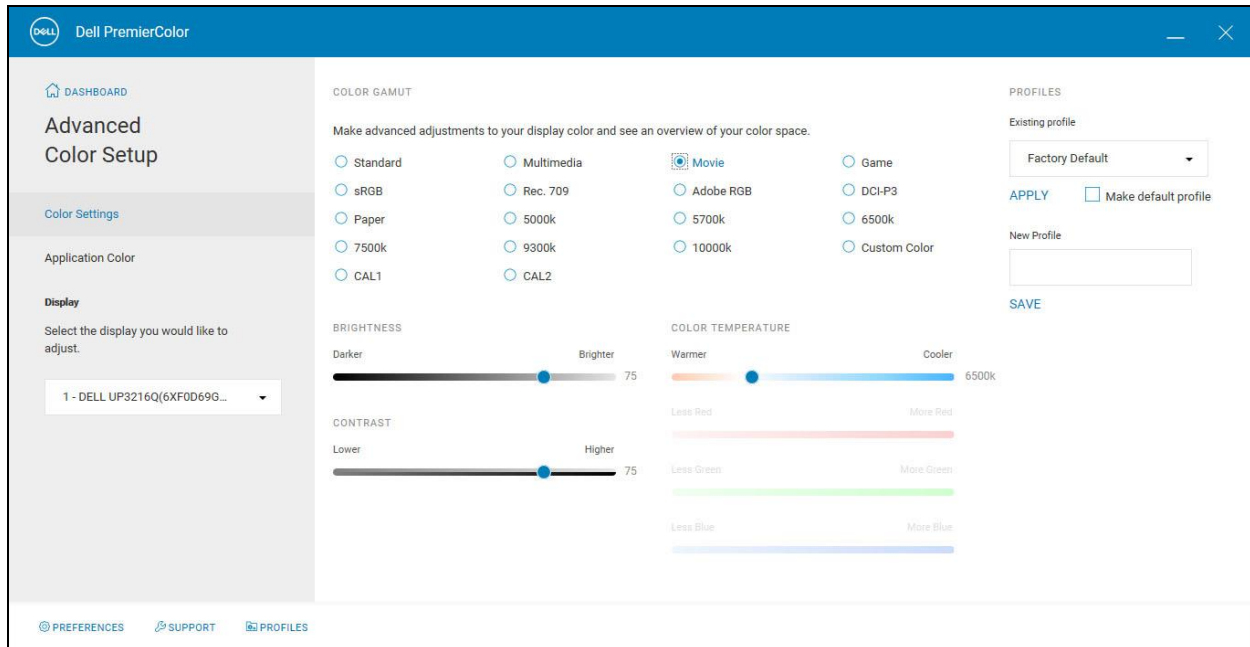 DELL
Dell PremierColor
DASHBOARD
Advanced
Color Setup
Color Settings
Application Color
Display
Select the display you would like to
adjust.
1 - DELL UP3216Q(6XF0D69G...
COLOR GAMUT
Make advanced adjustments to your display color and see an overview of your color space.
Standard Multimedia Movie Game
sRGB Rec. 709 Adobe RGB DCI-P3
Paper 5000k 5700k 6500k
7500k 9300k 10000k Custom Color
CAL1 CAL2
BRIGHTNESS
Darker Brighter
75
CONTRAST
Lower Higher
75
COLOR TEMPERATURE
Warmer Cooler
6500k
Less Red More Red
Less Green More Green
Less Blue More Blue
PROFILES
Existing profile
Factory Default
APPLY Make default profile
New Profile
SAVE
PREFERENCES SUPPORT PROFILES